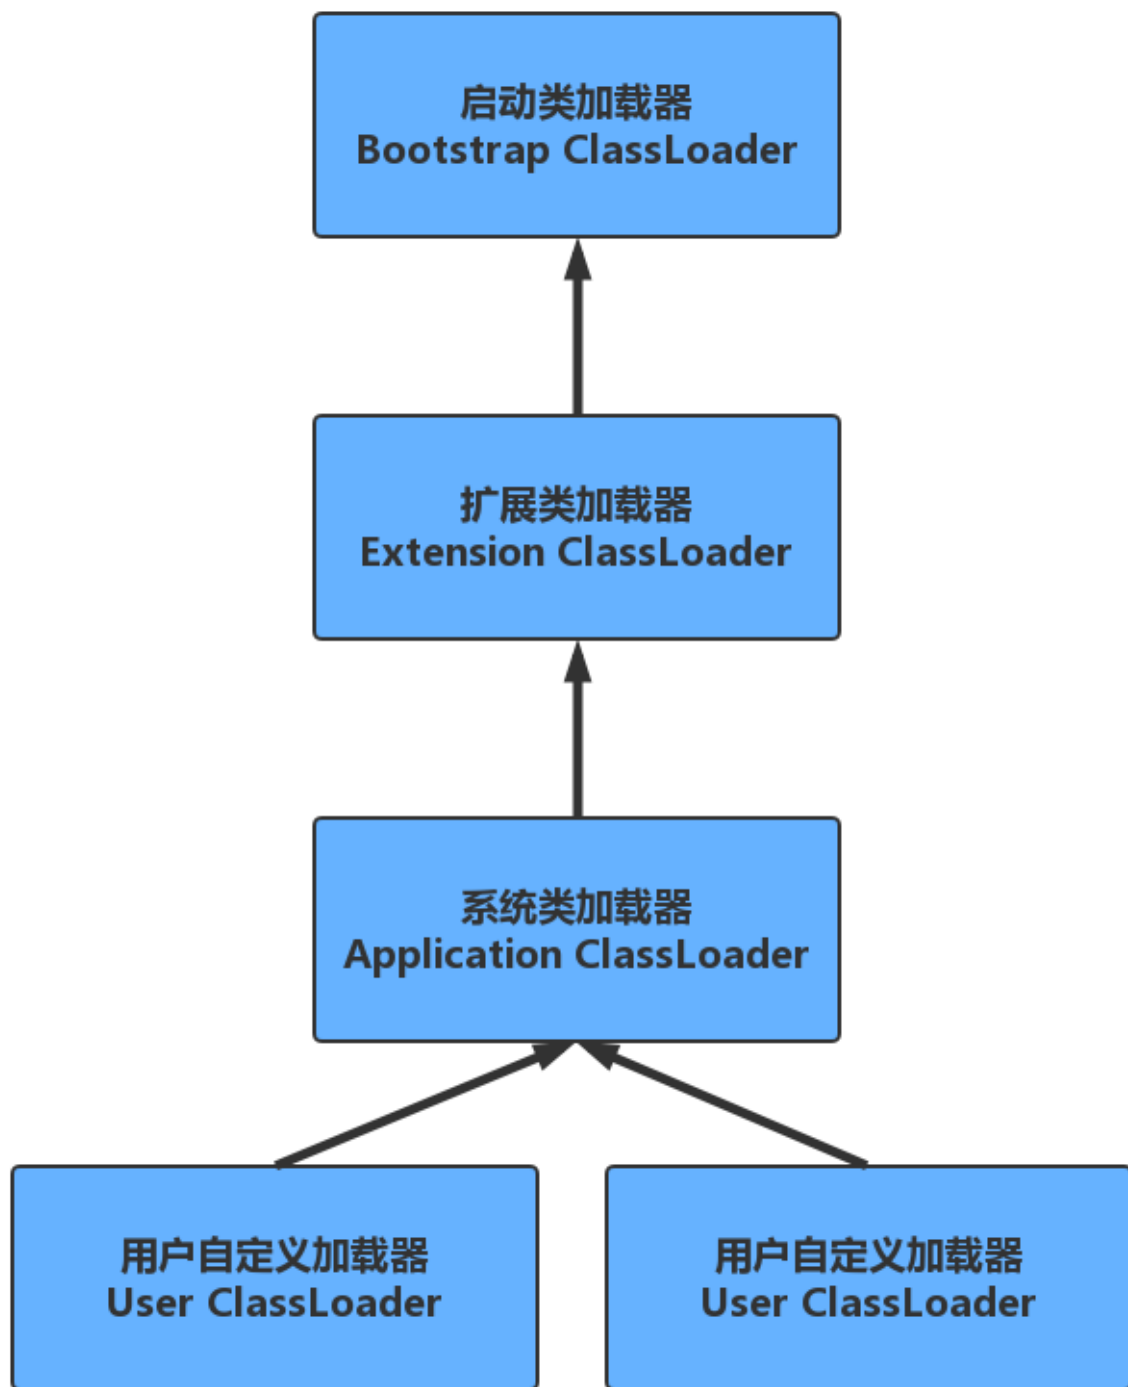 启动类加载器
Bootstrap ClassLoader
扩展类加载器
Extension ClassLoader
系统类加载器
Application ClassLoader
用户自定义加载器
User ClassLoader
用户自定义加载器
User ClassLoader